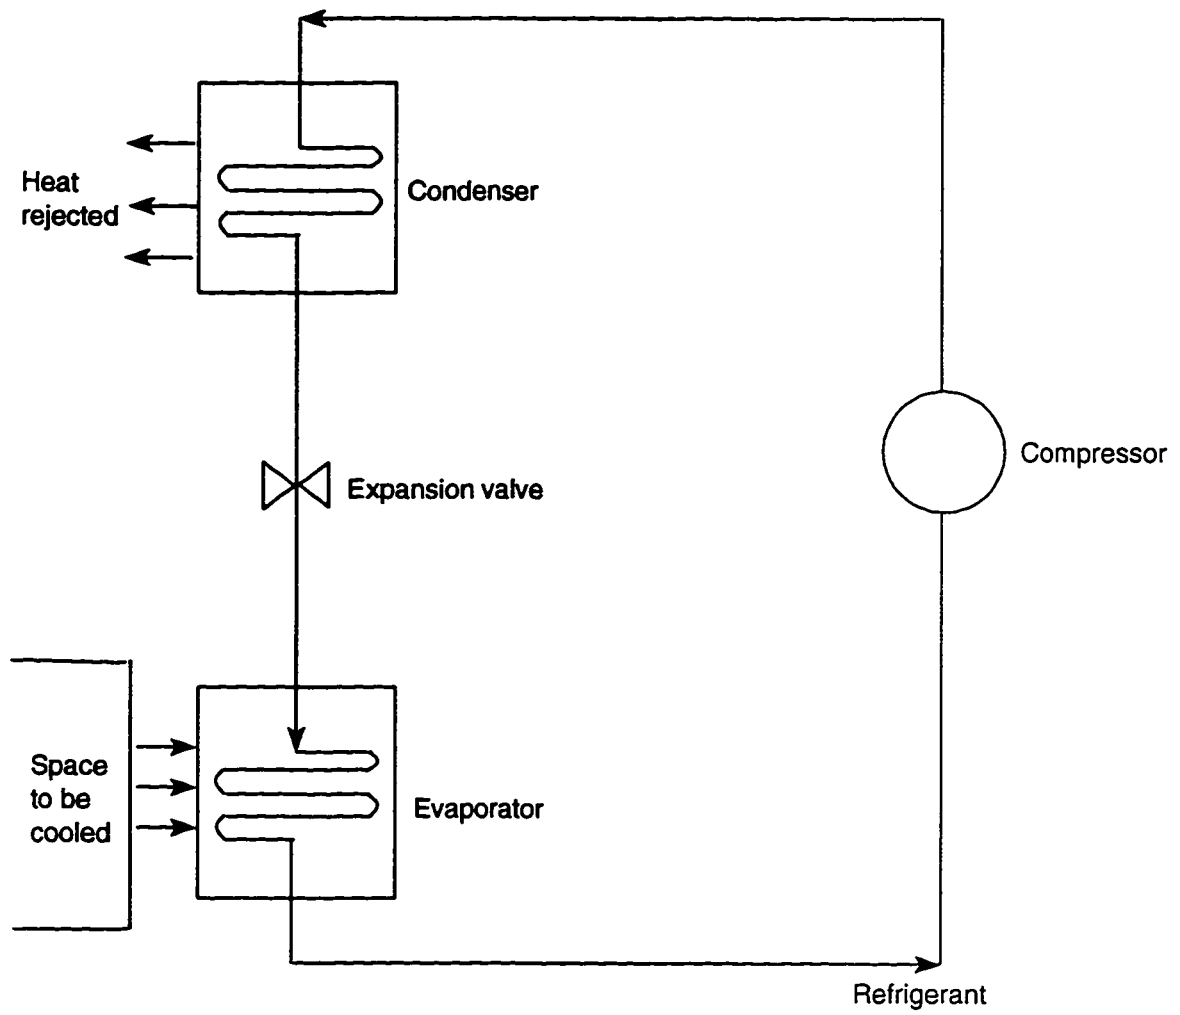 Heat
rejected
Condenser
Compressor
Expansion valve
Space
to be
cooled
Evaporator
Refrigerant